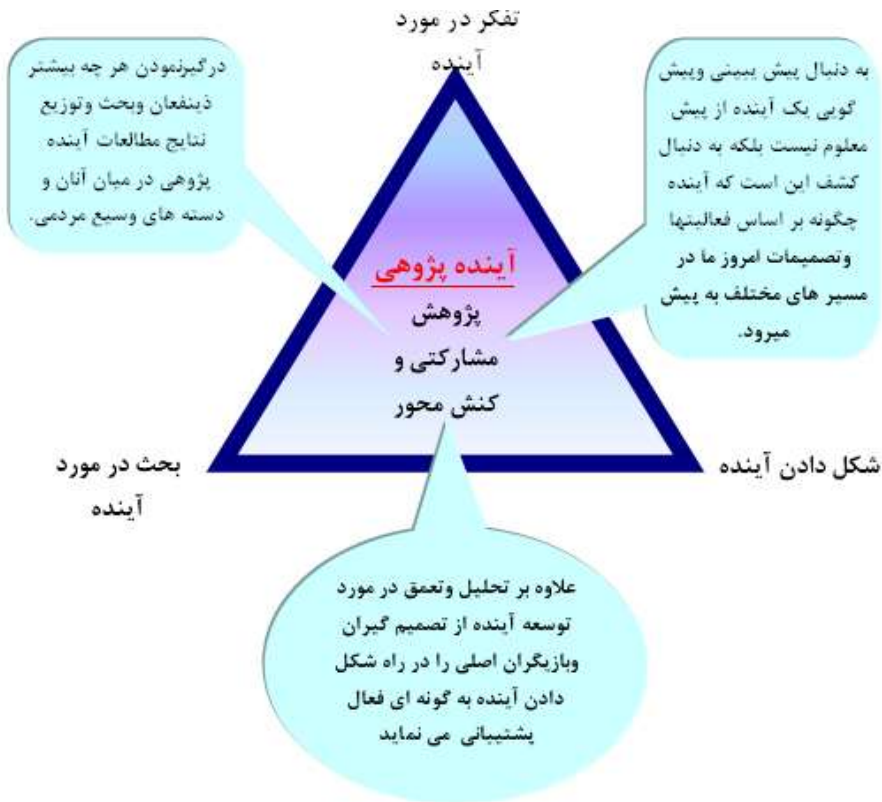 تفکر در مورد
آینده
به دنبال پیش یبینی وپیش
گویی یک آینده از پیش
معلوم نیست بلکه به دنبال
کشف این است که آینده
چگونه بر اساس فعالیتها
وتصمیمات امروز ما در
مسیر های مختلف به پیش
میرود.
درگیرنمودن هر چه بیشتر
ذینفعان وبحث وتوزیع
نتایج مطالعات آینده
پژوهی در میان آنان و
دسته های وسیع مردمی.
آینده پژوهی
پژوهش
مشارکتی و
کنش محور
شکل دادن آینده
بحث در مورد
آینده
علاوه بر تحلیل وتعمق در مورد
توسعه آینده از تصمیم گیران
وبازیگران اصلی را در راه شکل
دادن آینده به گونه ای فعال
پشتیبانی می نماید